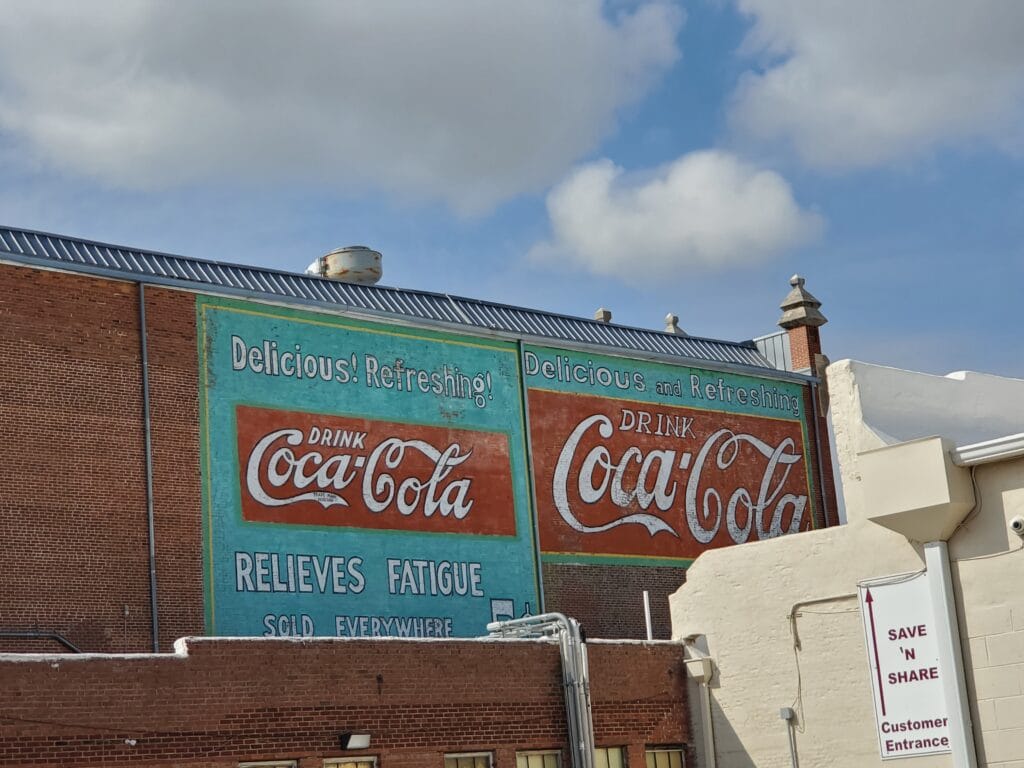 Delicious! Refreshing!
DRINK
Coca-Cola
RELIEVES FATIGUE
SOLD EVERYWHERE
Delicious and Refreshing
DRINK
Coca-Cola
SAVE
'N
SHARE
Customer
Entrance